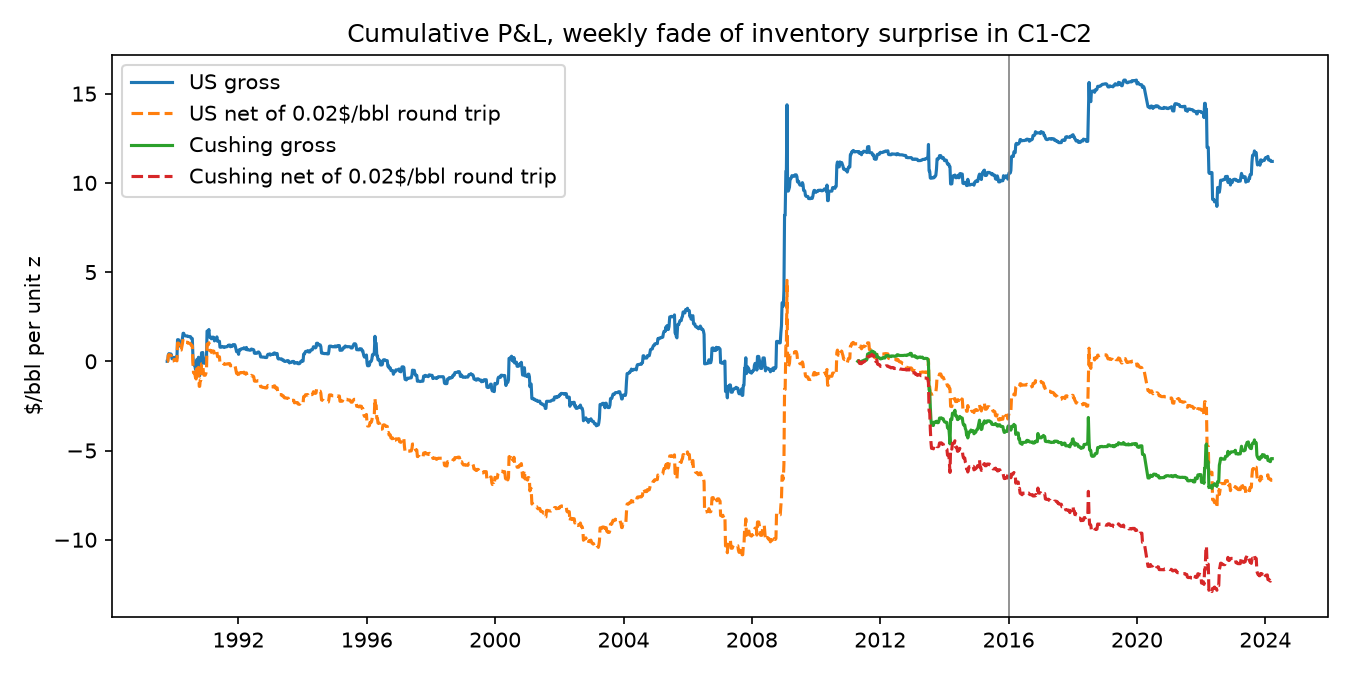 Cumulative P&L, weekly fade of inventory surprise in C1-C2
US gross
US net of 0.02$/bbl round trip
Cushing gross
Cushing net of 0.02$/bbl round trip
$/bbl per unit z
15
10
5
0
−5
−10
1992 1996 2000 2004 2008 2012 2016 2020 2024